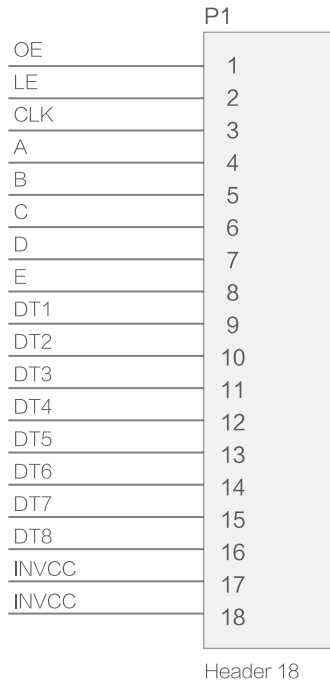 P1
OE 1
LE 2
CLK 3
A 4
B 5
C 6
D 7
E 8
DT1 9
DT2 10
DT3 11
DT4 12
DT5 13
DT6 14
DT7 15
DT8 16
INVCC 17
INVCC 18
Header 18